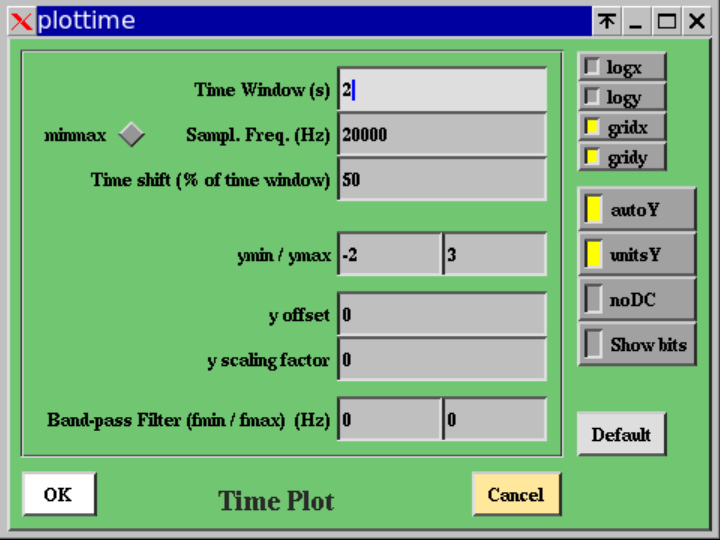 plottime
Time Window (s) 2
minmax Sampl. Freq. (Hz) 20000
Time shift (% of time window) 50
ymin / ymax -2 3
y offset 0
y scaling factor 0
Band-pass Filter (fmin / fmax) (Hz) 0 0
logx
logy
gridx
gridy
autoY
unitsY
noDC
Show bits
Default
OK
Time Plot
Cancel